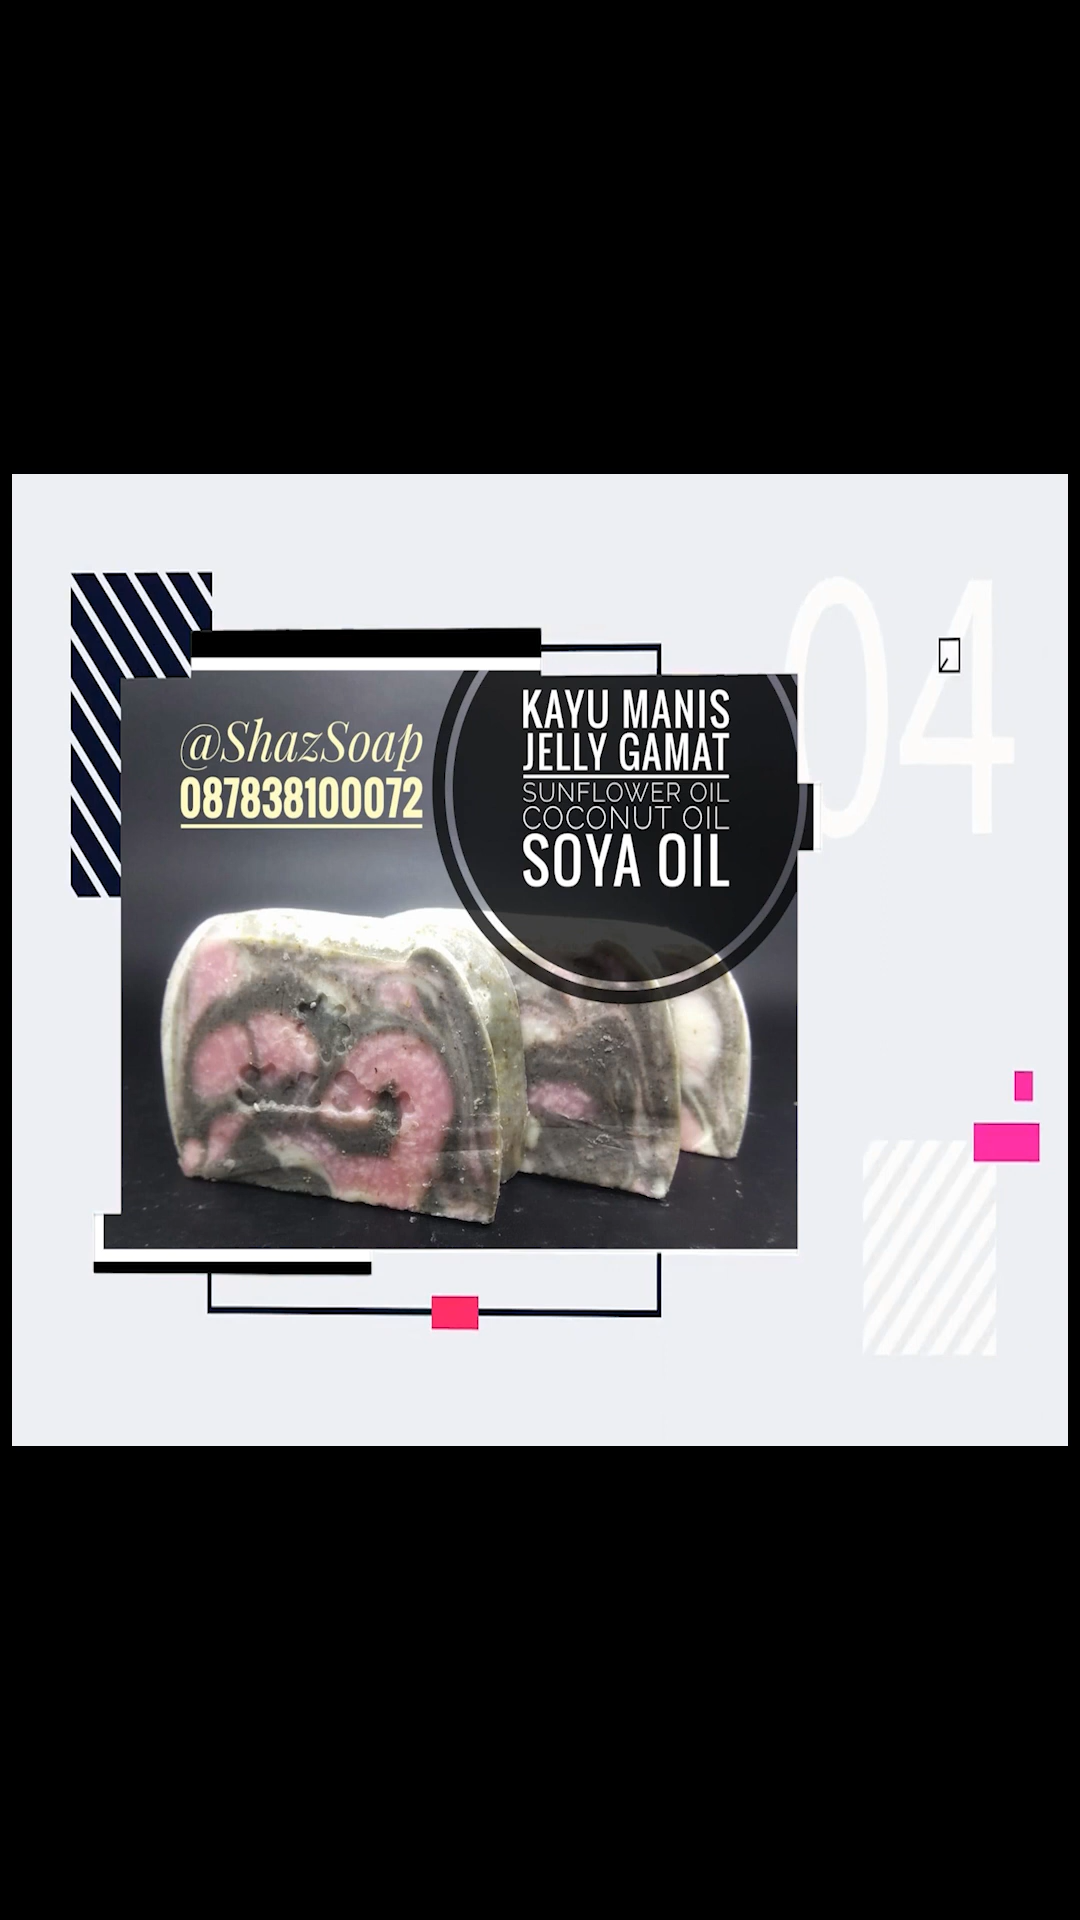 04
@ShazSoap
087838100072
KAYU MANIS
JELLY GAMAT
SUNFLOWER OIL
COCONUT OIL
SOYA OIL